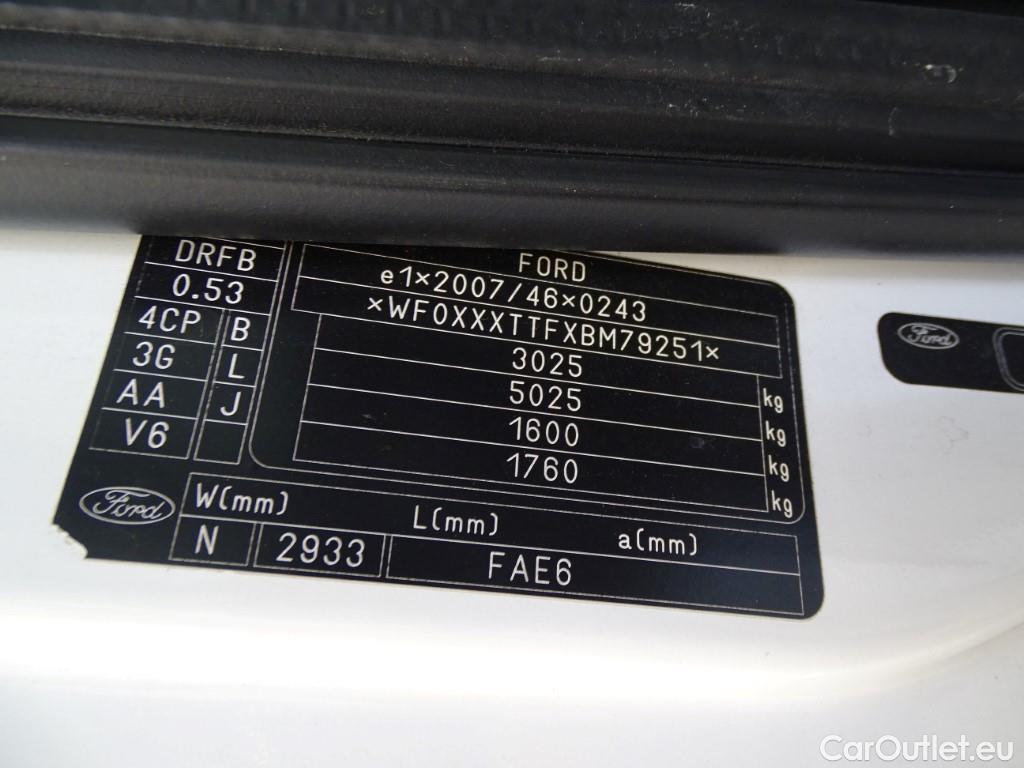 DRFB
0.53
4CP B
3G L
AA J
V6
FORD
e1×2007/46×0243
×WF0XXXTTFXBM79251×
3025 kg
5025 kg
1600 kg
1760 kg
Ford
W(mm) L(mm) a(mm)
N 2933 FAE6
Ford
CarOutlet.eu